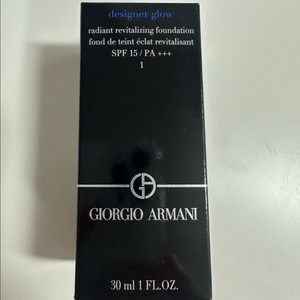 designer glow
radiant revitalizing foundation
fond de teint éclat revitalisant
SPF 15 / PA +++
1
GA
GIORGIO ARMANI
30 ml 1 FL.OZ.